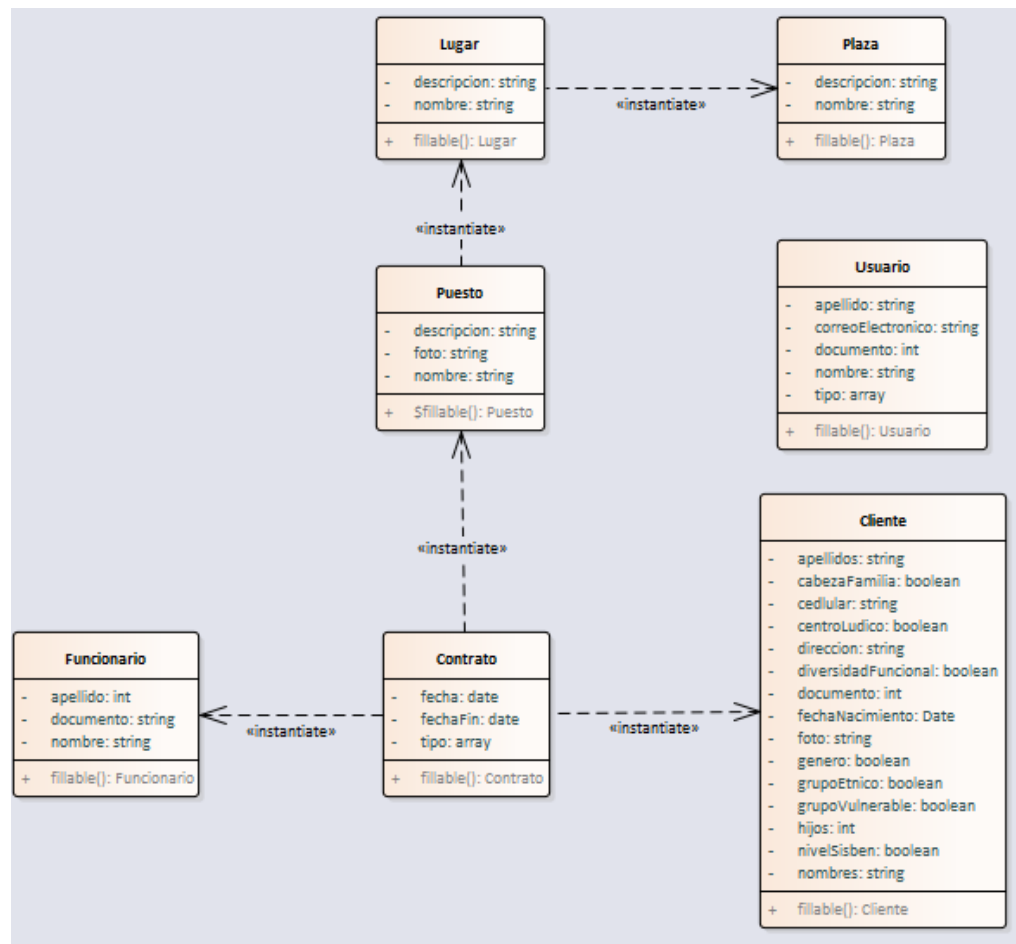 Lugar
- descripcion: string
- nombre: string
+ fillable(): Lugar
«instantiate»
Plaza
- descripcion: string
- nombre: string
+ fillable(): Plaza
«instantiate»
Puesto
- descripcion: string
- foto: string
- nombre: string
+ $fillable(): Puesto
Usuario
- apellido: string
- correoElectronico: string
- documento: int
- nombre: string
- tipo: array
+ fillable(): Usuario
«instantiate»
Funcionario
- apellido: int
- documento: string
- nombre: string
+ fillable(): Funcionario
«instantiate»
Contrato
- fecha: date
- fechaFin: date
- tipo: array
+ fillable(): Contrato
«instantiate»
Cliente
- apellidos: string
- cabezaFamilia: boolean
- cedlular: string
- centroLudico: boolean
- direccion: string
- diversidadFuncional: boolean
- documento: int
- fechaNacimiento: Date
- foto: string
- genero: boolean
- grupoEtnico: boolean
- grupoVulnerable: boolean
- hijos: int
- nivelSisben: boolean
- nombres: string
+ fillable(): Cliente